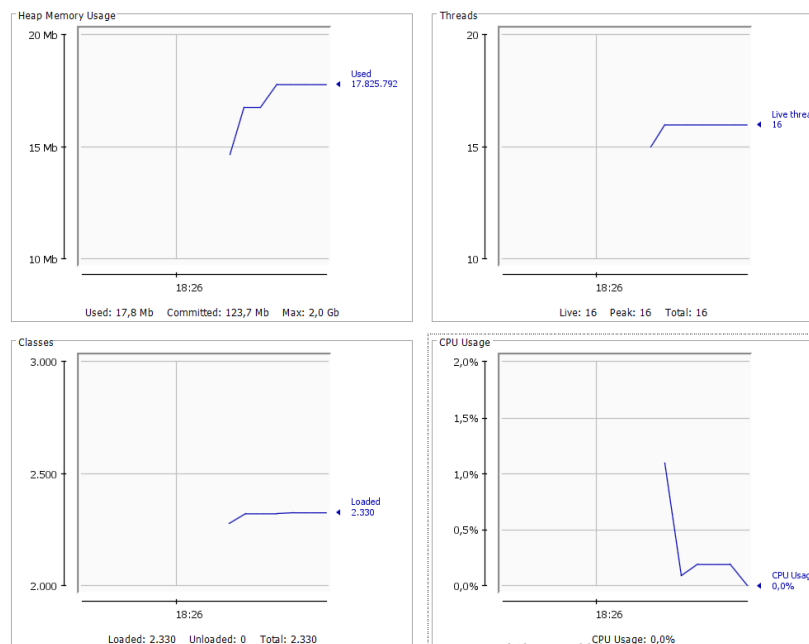 Heap Memory Usage
20 Mb
15 Mb
10 Mb
Used
17.825.792
18:26
Used: 17,8 Mb Committed: 123,7 Mb Max: 2,0 Gb
Threads
20
15
10
Live
16
18:26
Live: 16 Peak: 16 Total: 16
Classes
3.000
2.500
2.000
Loaded
2.330
18:26
Loaded: 2.330 Unloaded: 0 Total: 2.330
CPU Usage
2,0%
1,5%
1,0%
0,5%
0,0%
CPU
0,0%
18:26
CPU Usage: 0,0%